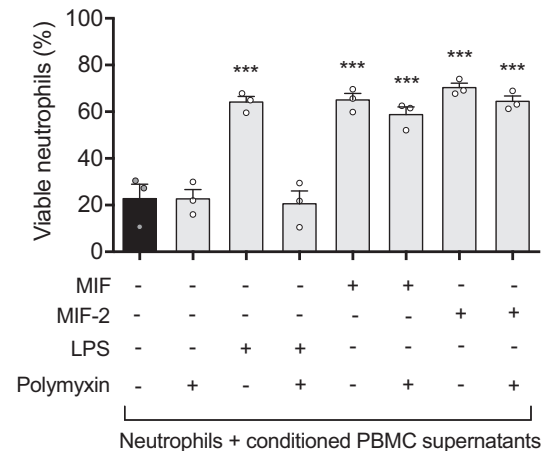 Viable neutrophils (%)
100
80
60
40
20
0
*** *** *** *** ***
MIF - - - - + + - -
MIF-2 - - - - - - + +
LPS - - + + - - - -
Polymyxin - + - + - + - +
Neutrophils + conditioned PBMC supernatants